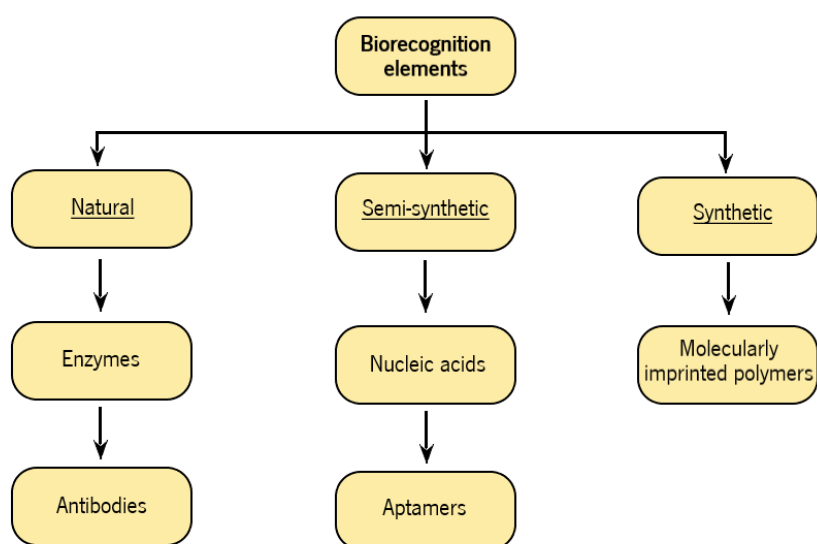 Biorecognition
elements
Natural
Semi-synthetic
Synthetic
Enzymes
Nucleic acids
Molecularly
imprinted polymers
Antibodies
Aptamers